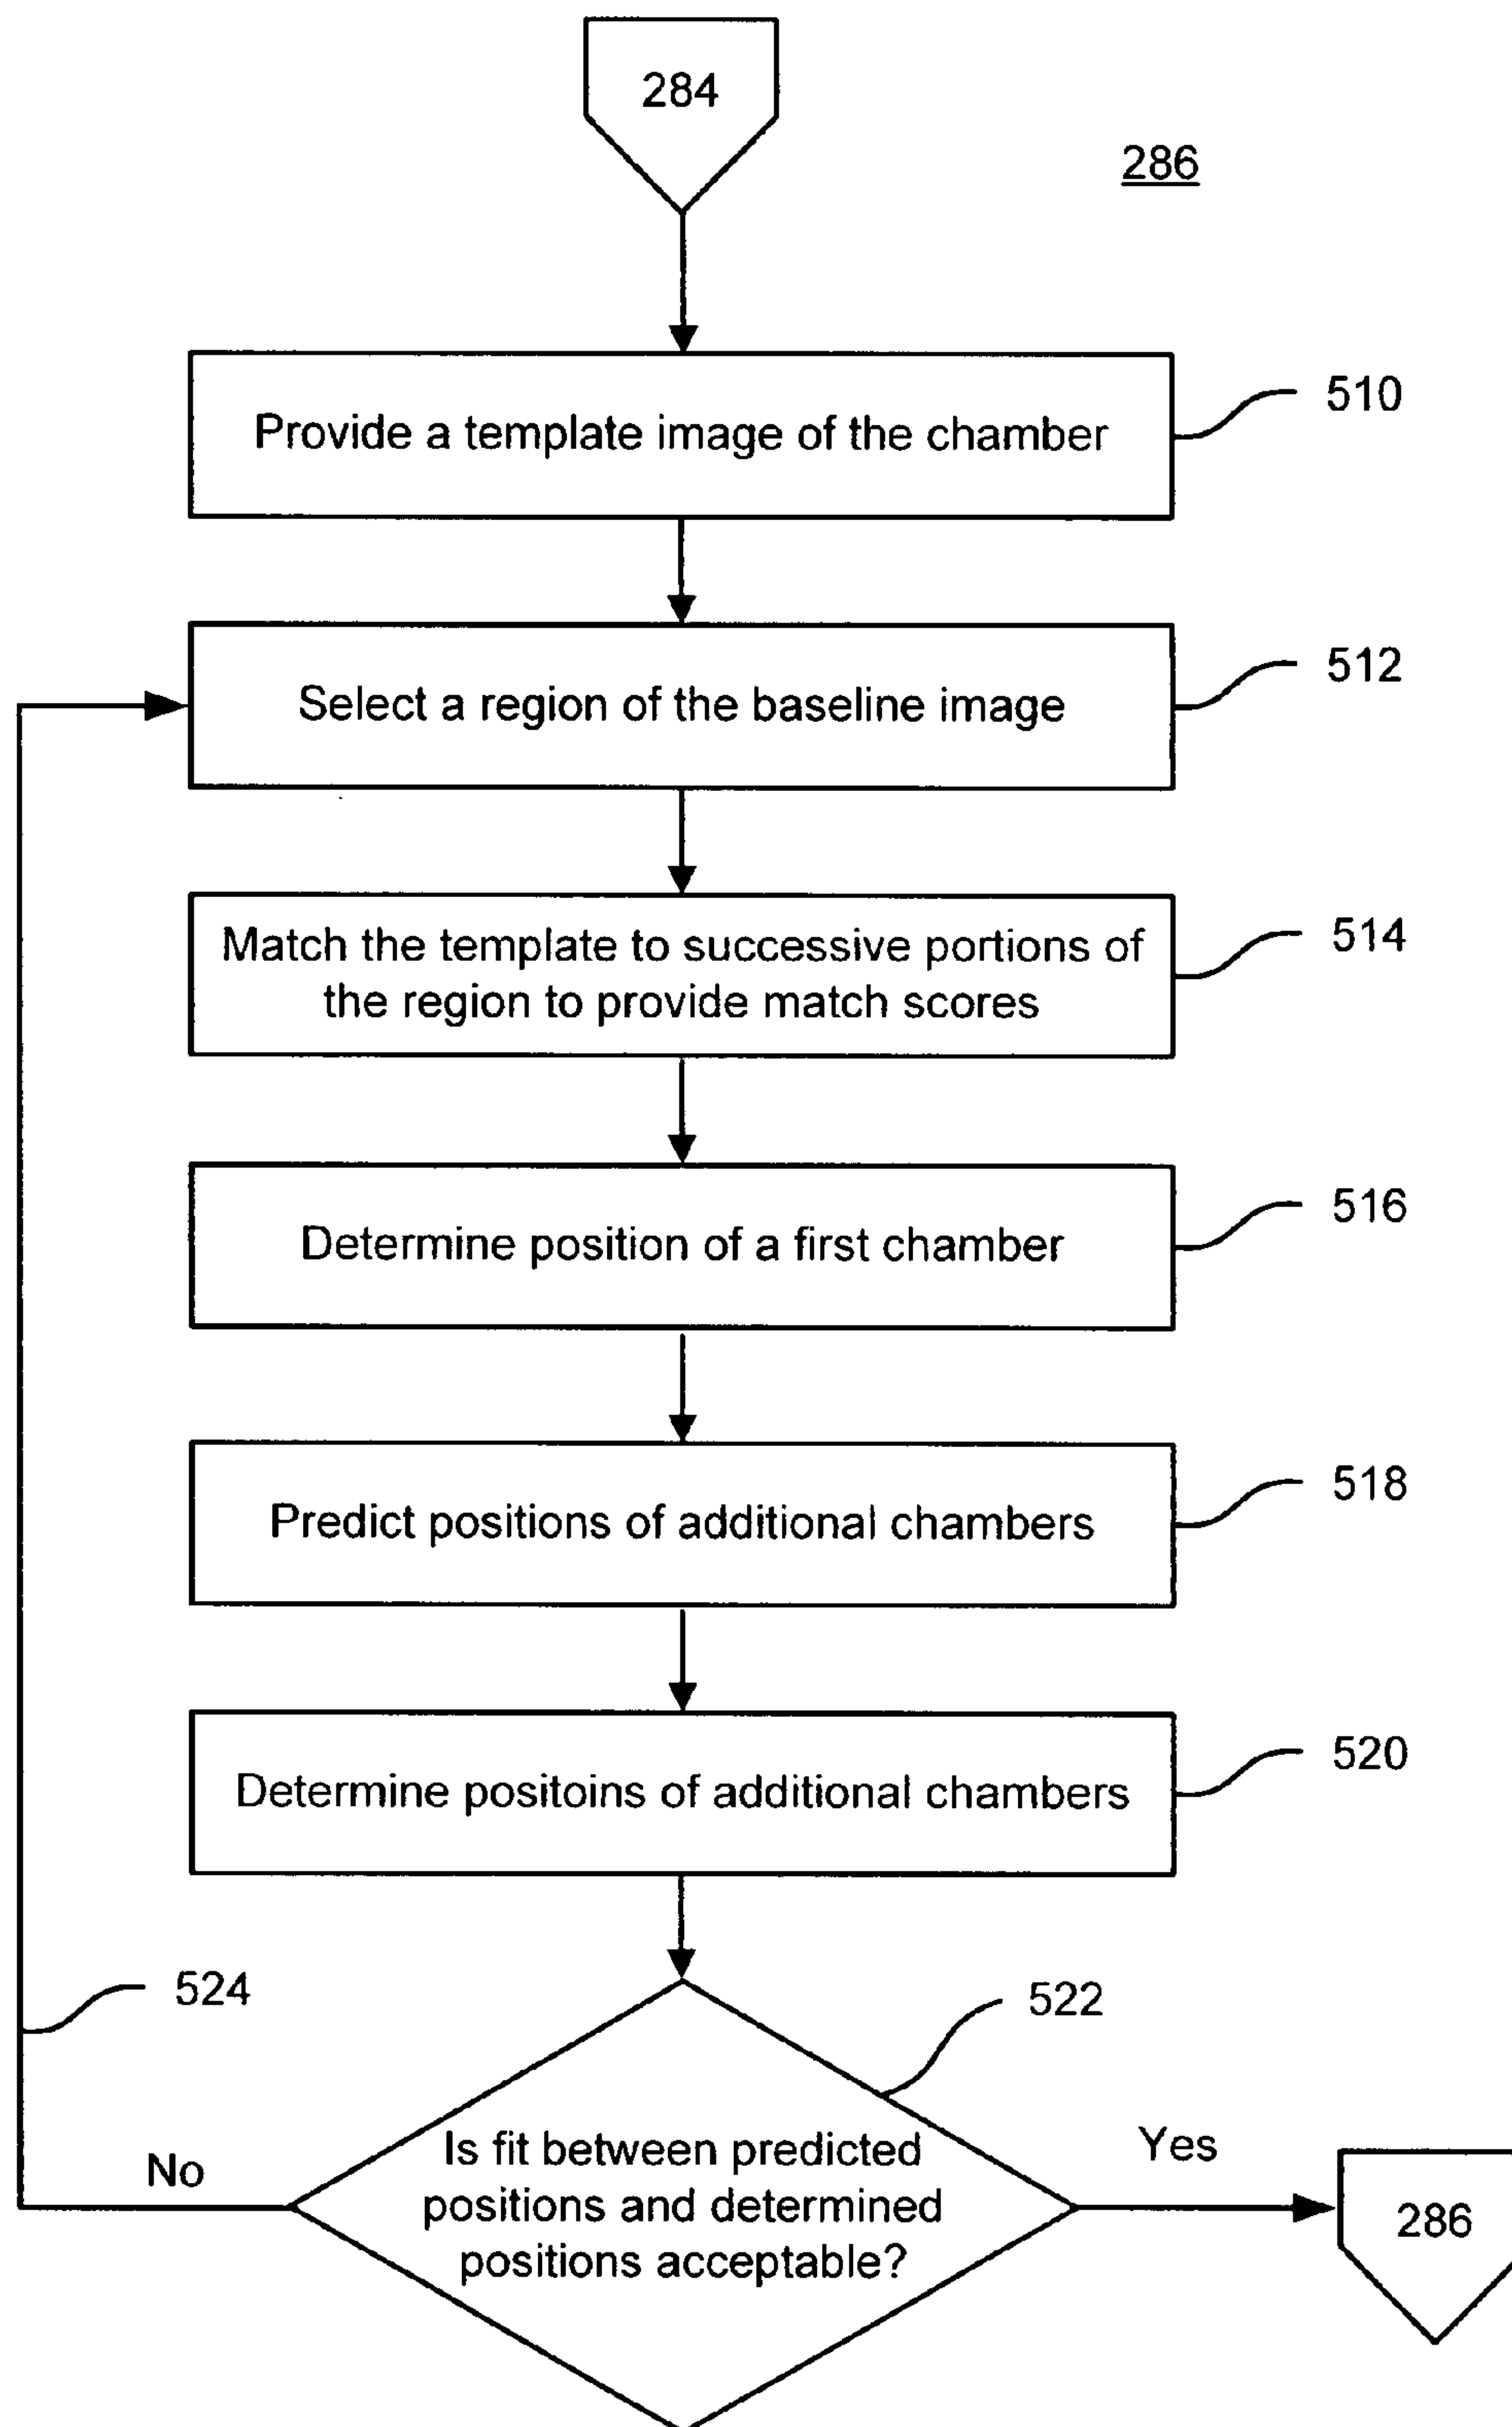 284
286
Provide a template image of the chamber
510
Select a region of the baseline image
512
Match the template to successive portions of
the region to provide match scores
514
Determine position of a first chamber
516
Predict positions of additional chambers
518
Determine positoins of additional chambers
520
524
522
Is fit between predicted
positions and determined
positions acceptable?
No
Yes
286